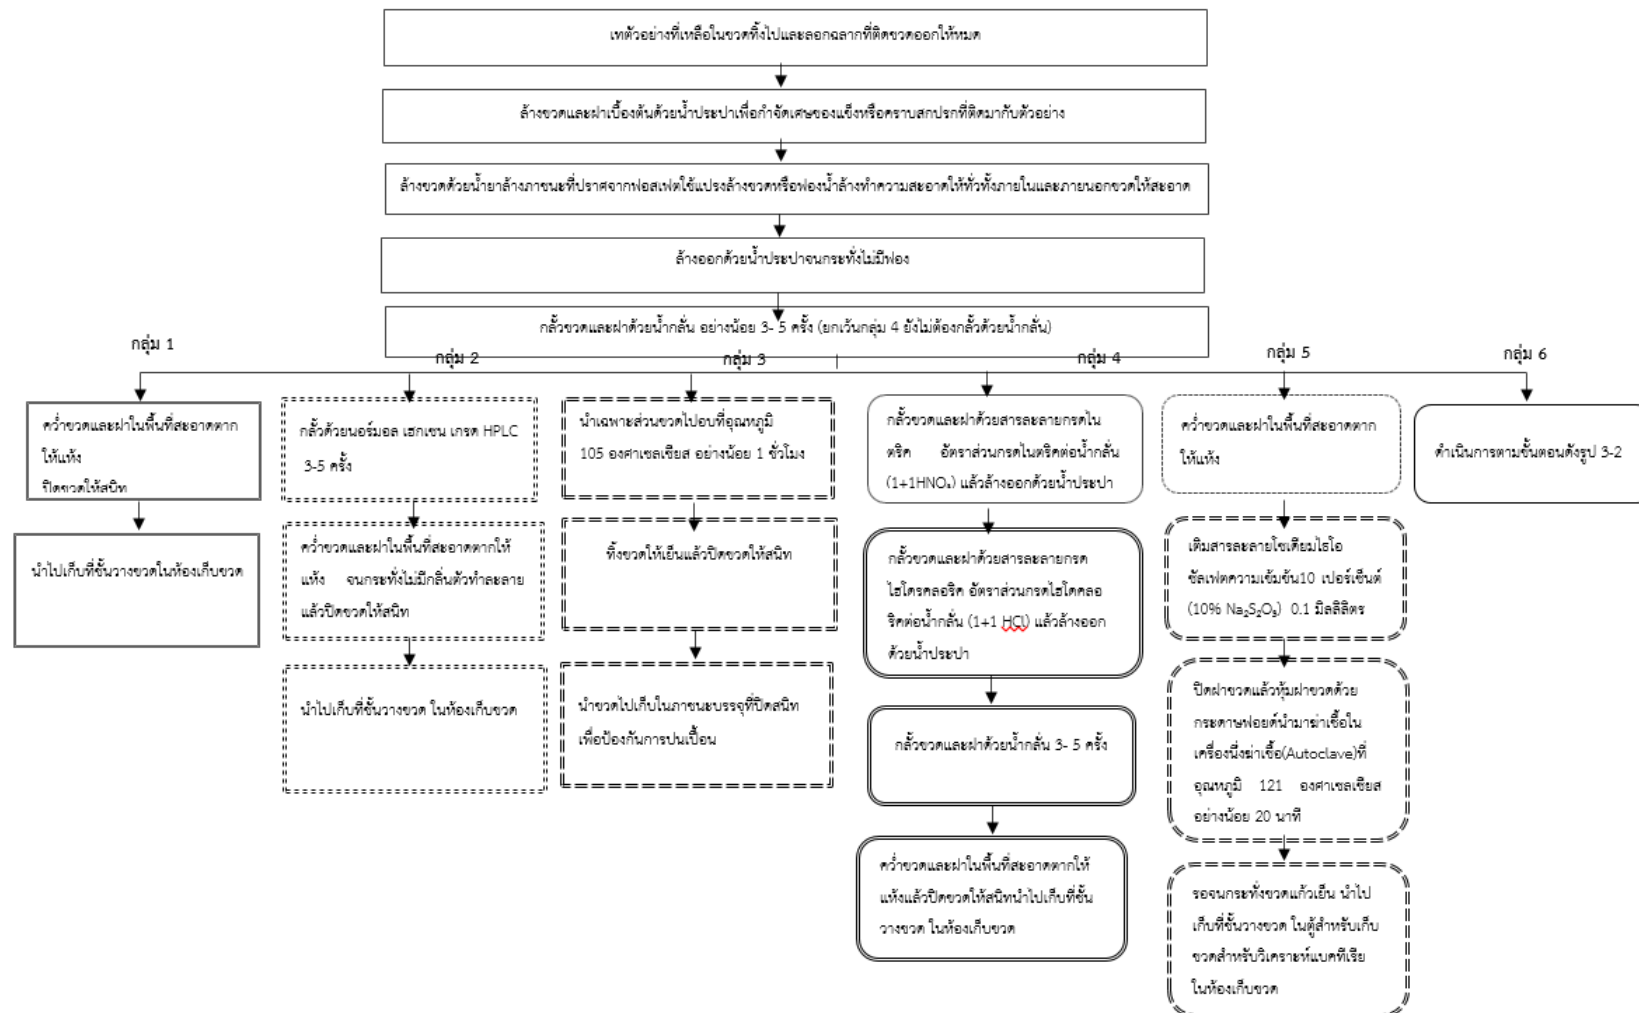 เทตัวอย่างที่เหลือในขวดทิ้งไปและลอกฉลากที่ติดขวดออกให้หมด
ล้างขวดและฝาเบื้องต้นด้วยน้ำประปาเพื่อกำจัดเศษของแข็งหรือคราบสกปรกที่ติดมากับตัวอย่าง
ล้างขวดด้วยน้ำยาล้างภาชนะที่ปราศจากฟอสเฟตใช้แปรงล้างขวดหรือฟองน้ำล้างทำความสะอาดให้ทั่วทั้งภายในและภายนอกขวดให้สะอาด
ล้างออกด้วยน้ำประปาจนกระทั่งไม่มีฟอง
กลั้วขวดและฝาด้วยน้ำกลั่น อย่างน้อย 3- 5 ครั้ง (ยกเว้นกลุ่ม 4 ยังไม่ต้องกลั้วด้วยน้ำกลั่น)
กลุ่ม 1
คว่ำขวดและฝาในพื้นที่สะอาดตาก
ให้แห้ง
ปิดขวดให้สนิท
นำไปเก็บที่ชั้นวางขวดในห้องเก็บขวด
กลุ่ม 2
กลั้วด้วยนอร์มอล เฮกเซน เกรด HPLC
3-5 ครั้ง
คว่ำขวดและฝาในพื้นที่สะอาดตากให้
แห้ง จนกระทั่งไม่มีกลิ่นตัวทำละลาย
แล้วปิดขวดให้สนิท
นำไปเก็บที่ชั้นวางขวด ในห้องเก็บขวด
กลุ่ม 3
นำเฉพาะส่วนขวดไปอบที่อุณหภูมิ
105 องศาเซลเซียส อย่างน้อย 1 ชั่วโมง
ทิ้งขวดให้เย็นแล้วปิดขวดให้สนิท
นำขวดไปเก็บในภาชนะบรรจุที่ปิดสนิท
เพื่อป้องกันการปนเปื้อน
กลุ่ม 4
กลั้วขวดและฝาด้วยสารละลายกรดไน
ตริค อัตราส่วนกรดไนตริคต่อน้ำกลั่น
(1+1HNO₃) แล้วล้างออกด้วยน้ำประปา
กลั้วขวดและฝาด้วยสารละลายกรด
ไฮโดรคลอริค อัตราส่วนกรดไฮโดคลอ
ริคต่อน้ำกลั่น (1+1 HCl) แล้วล้างออก
ด้วยน้ำประปา
กลั้วขวดและฝาด้วยน้ำกลั่น 3- 5 ครั้ง
คว่ำขวดและฝาในพื้นที่สะอาดตากให้
แห้งแล้วปิดขวดให้สนิทนำไปเก็บที่ชั้น
วางขวด ในห้องเก็บขวด
กลุ่ม 5
คว่ำขวดและฝาในพื้นที่สะอาดตาก
ให้แห้ง
เติมสารละลายโซเดียมไธโอ
ซัลเฟตความเข้มข้น10 เปอร์เซ็นต์
(10% Na₂S₂O₃) 0.1 มิลลิลิตร
ปิดฝาขวดแล้วหุ้มฝาขวดด้วย
กระดาษฟอยด์นำมาฆ่าเชื้อใน
เครื่องนึ่งฆ่าเชื้อ(Autoclave)ที่
อุณหภูมิ 121 องศาเซลเซียส
อย่างน้อย 20 นาที
รอจนกระทั่งขวดแก้วเย็น นำไป
เก็บที่ชั้นวางขวด ในตู้สำหรับเก็บ
ขวดสำหรับวิเคราะห์แบคทีเรีย
ในห้องเก็บขวด
กลุ่ม 6
ดำเนินการตามขั้นตอนดังรูป 3-2